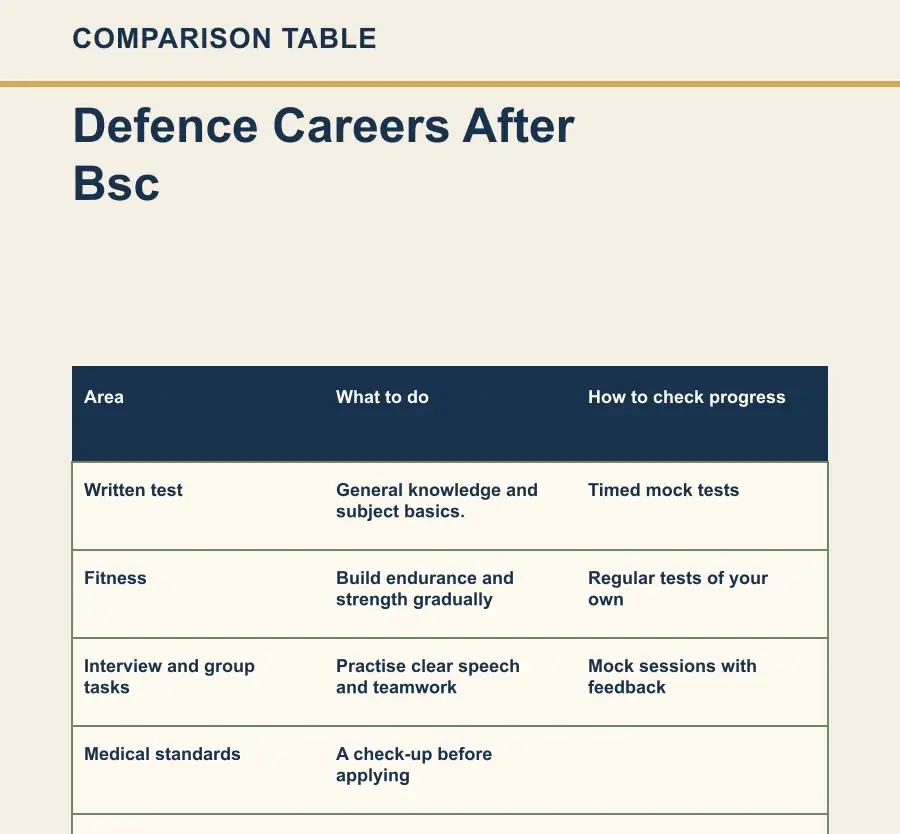 COMPARISON TABLE
Defence Careers After
Bsc
Area What to do How to check progress
Written test General knowledge and Timed mock tests
subject basics.
Fitness Build endurance and Regular tests of your
strength gradually own
Interview and group Practise clear speech Mock sessions with
tasks and teamwork feedback
Medical standards A check-up before
applying